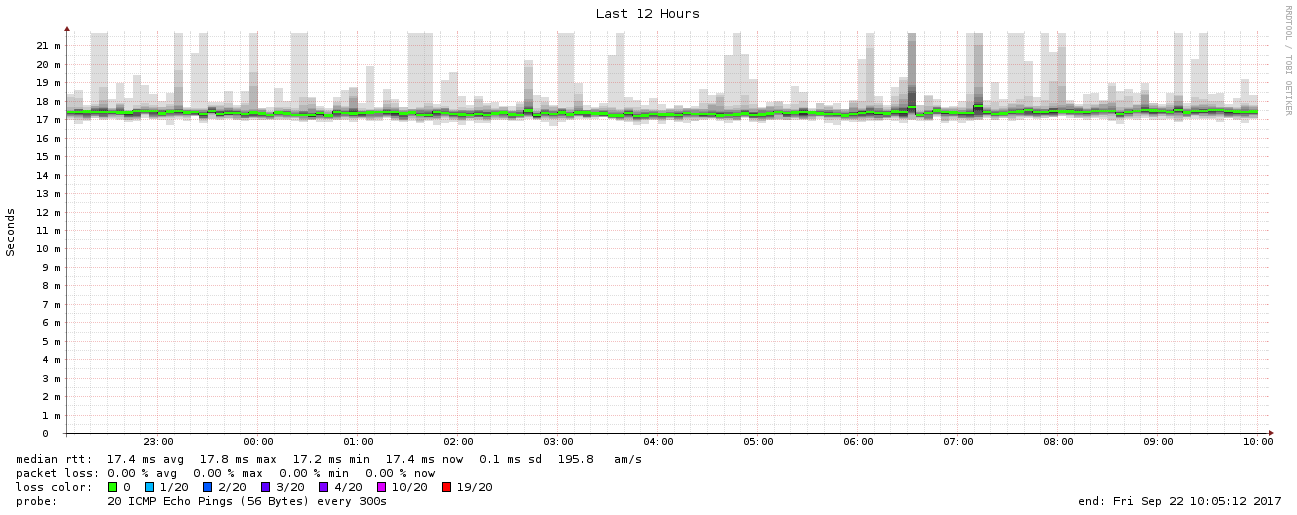 Last 12 Hours
RRDTOOL / TOBI OETIKER
Seconds
21 m
20 m
19 m
18 m
17 m
16 m
15 m
14 m
13 m
12 m
11 m
10 m
9 m
8 m
7 m
6 m
5 m
4 m
3 m
2 m
1 m
0
23:00 00:00 01:00 02:00 03:00 04:00 05:00 06:00 07:00 08:00 09:00 10:00
median rtt: 17.4 ms avg 17.8 ms max 17.2 ms min 17.4 ms now 0.1 ms sd 195.8 am/s
packet loss: 0.00 % avg 0.00 % max 0.00 % min 0.00 % now
loss color: 0 1/20 2/20 3/20 4/20 10/20 19/20
probe: 20 ICMP Echo Pings (56 Bytes) every 300s end: Fri Sep 22 10:05:12 2017